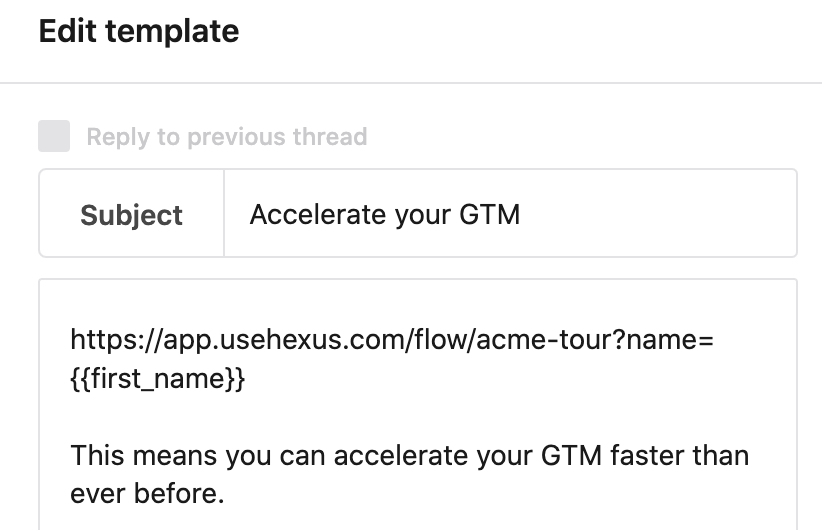 Edit template
Reply to previous thread
Subject
Accelerate your GTM
https://app.usehexus.com/flow/acme-tour?name=
{{first_name}}
This means you can accelerate your GTM faster than
ever before.